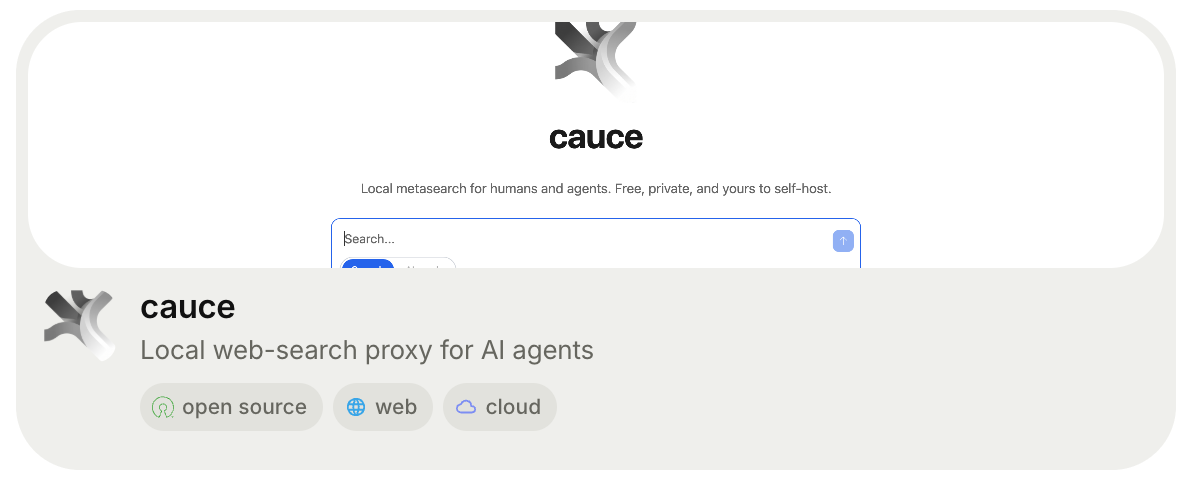 cauce
Local metasearch for humans and agents. Free, private, and yours to self-host.
Search...
cauce
Local web-search proxy for AI agents
open source
web
cloud